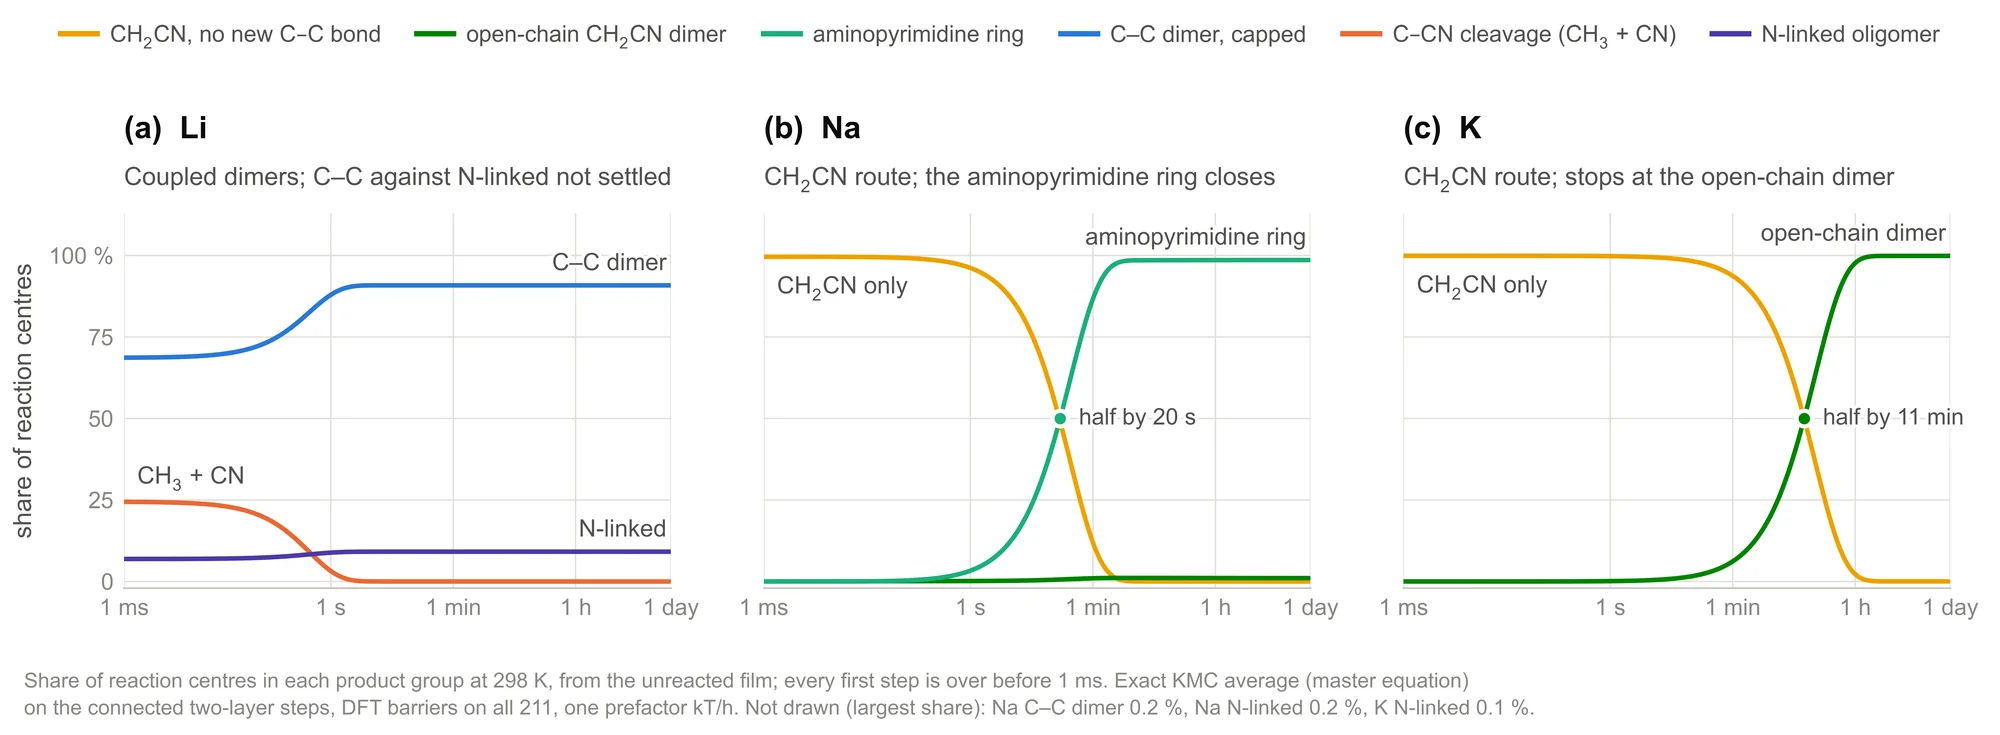 CH₂CN, no new C–C bond
open-chain CH₂CN dimer
aminopyrimidine ring
C–C dimer, capped
C–CN cleavage (CH₃ + CN)
N-linked oligomer
(a) Li
Coupled dimers; C–C against N-linked not settled
(b) Na
CH₂CN route; the aminopyrimidine ring closes
(c) K
CH₂CN route; stops at the open-chain dimer
share of reaction centres
100 %
75
50
25
0
C–C dimer
CH₃ + CN
N-linked
1 ms
1 s
1 min
1 h
1 day
aminopyrimidine ring
CH₂CN only
half by 20 s
1 ms
1 s
1 min
1 h
1 day
open-chain dimer
CH₂CN only
half by 11 min
1 ms
1 s
1 min
1 h
1 day
Share of reaction centres in each product group at 298 K, from the unreacted film; every first step is over before 1 ms. Exact KMC average (master equation)
on the connected two-layer steps, DFT barriers on all 211, one prefactor kT/h. Not drawn (largest share): Na C–C dimer 0.2 %, Na N-linked 0.2 %, K N-linked 0.1 %.